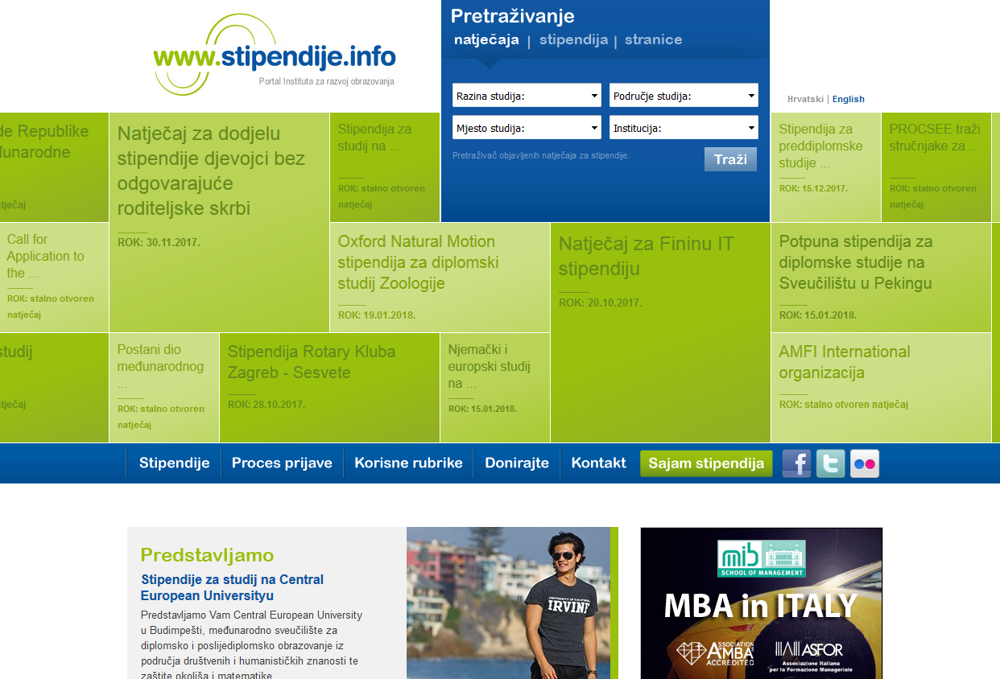 www.stipendije.info
Portal Instituta za razvoj obrazovanja
Pretraživanje
natječaja | stipendija | stranice
Razina studija:
Područje studija:
Mjesto studija:
Institucija:
Pretraživač objavljenih natječaja za stipendije.
Traži
Hrvatski | English
de Republike
đunarodne
tječaj
Natječaj za dodjelu
stipendije djevojci bez
odgovarajuće
roditeljske skrbi
ROK: 30.11.2017.
Stipendija za
studij na ...
ROK: stalno otvoren
natječaj
Stipendija za
preddiplomske
studije ...
ROK: 15.12.2017.
PROCSEE traži
stručnjake za ...
ROK: stalno otvoren
natječaj
Call for
Application to
the ...
ROK: stalno otvoren
natječaj
Oxford Natural Motion
stipendija za diplomski
studij Zoologije
ROK: 19.01.2018.
Natječaj za Fininu IT
stipendiju
ROK: 20.10.2017.
Potpuna stipendija za
diplomske studije na
Sveučilištu u Pekingu
ROK: 15.01.2018.
studij
tječaj
Postani dio
međunarodnog
...
ROK: stalno otvoren
natječaj
Stipendija Rotary Kluba
Zagreb - Sesvete
ROK: 28.10.2017.
Njemački i
europski studij
na ...
ROK: 15.01.2018.
AMFI International
organizacija
ROK: stalno otvoren natječaj
Stipendije
Proces prijave
Korisne rubrike
Donirajte
Kontakt
Sajam stipendija
Predstavljamo
Stipendije za studij na Central
European Universityu
Predstavljamo Vam Central European University
u Budimpešti, međunarodno sveučilište za
diplomsko i poslijediplomsko obrazovanje iz
područja društvenih i humanističkih znanosti te
zaštite okoliša i matematike.
UNIVERSITY OF CALIFORNIA
IRVINE
mib
SCHOOL OF MANAGEMENT
MBA in ITALY
ASSOCIATION
AMBA
ACCREDITED
ASFOR
Associazione Italiana
per la Formazione Manageriale